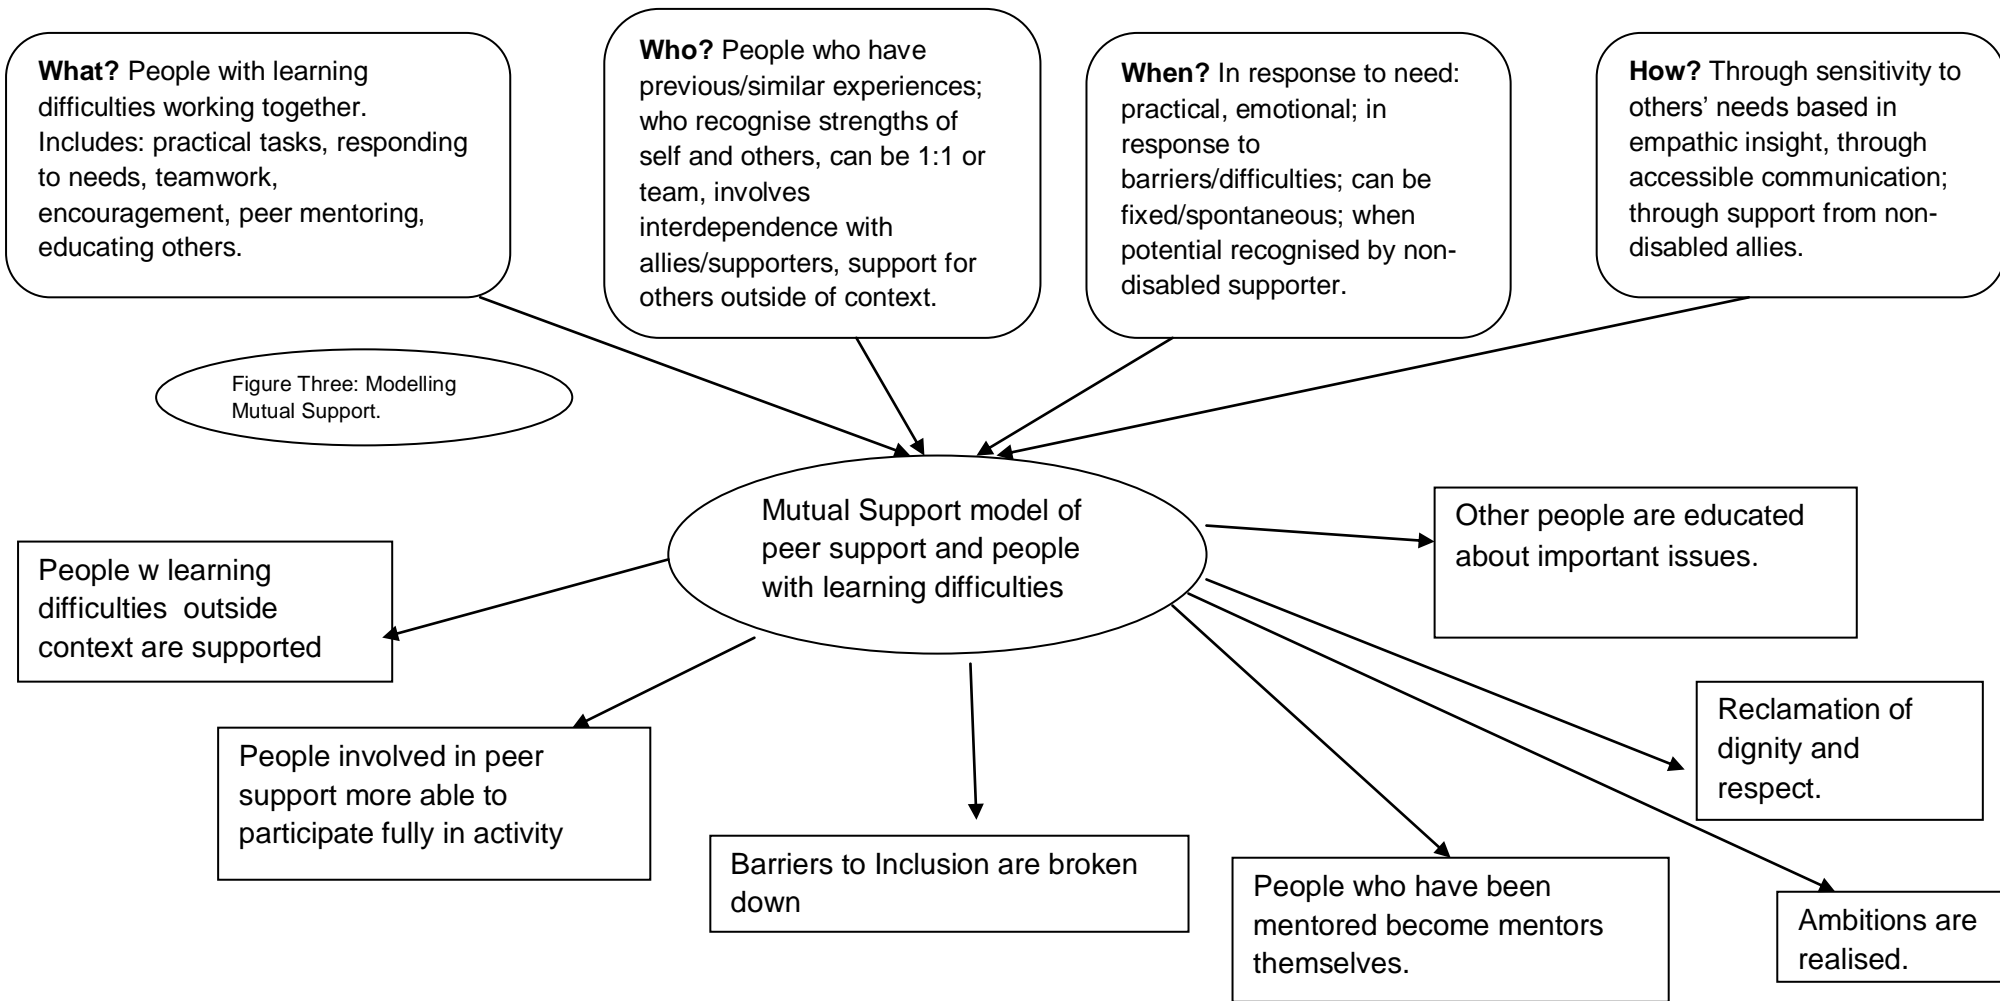 What? People with learning
difficulties working together.
Includes: practical tasks, responding
to needs, teamwork,
encouragement, peer mentoring,
educating others.
Who? People who have
previous/similar experiences;
who recognise strengths of
self and others, can be 1:1 or
team, involves
interdependence with
allies/supporters, support for
others outside of context.
When? In response to need:
practical, emotional; in
response to
barriers/difficulties; can be
fixed/spontaneous; when
potential recognised by non-
disabled supporter.
How? Through sensitivity to
others’ needs based in
empathic insight, through
accessible communication;
through support from non-
disabled allies.
Figure Three: Modelling
Mutual Support.
Mutual Support model of
peer support and people
with learning difficulties
Other people are educated
about important issues.
People w learning
difficulties outside
context are supported
People involved in peer
support more able to
participate fully in activity
Barriers to Inclusion are broken
down
People who have been
mentored become mentors
themselves.
Reclamation of
dignity and
respect.
Ambitions are
realised.